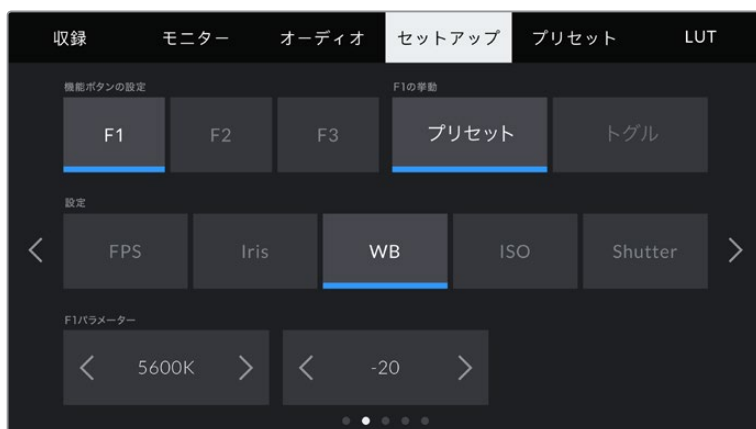 収録 モニター オーディオ セットアップ プリセット LUT
機能ボタンの設定 F1の挙動
F1 F2 F3 プリセット トグル
設定
FPS Iris WB ISO Shutter
F1パラメーター
5600K -20